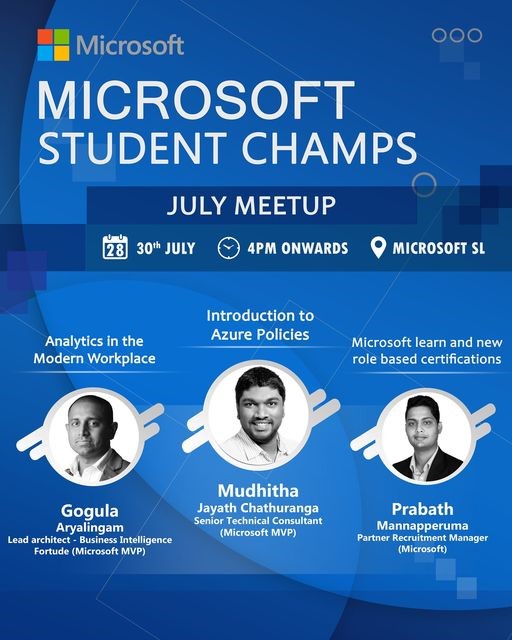 Microsoft
MICROSOFT
STUDENT CHAMPS
JULY MEETUP
28 30th JULY 4PM ONWARDS MICROSOFT SL
Analytics in the
Modern Workplace
Introduction to
Azure Policies
Microsoft learn and new
role based certifications
Gogula
Aryalingam
Lead architect - Business Intelligence
Fortude (Microsoft MVP)
Mudhitha
Jayath Chathuranga
Senior Technical Consultant
(Microsoft MVP)
Prabath
Mannapperuma
Partner Recruitment Manager
(Microsoft)